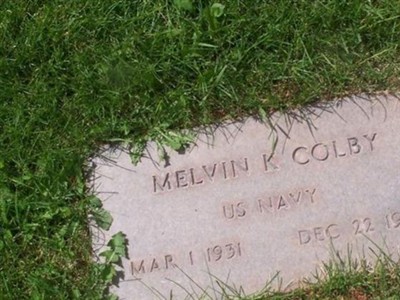 MELVIN K COLBY
US NAVY
MAR 1 1931 DEC 22 19